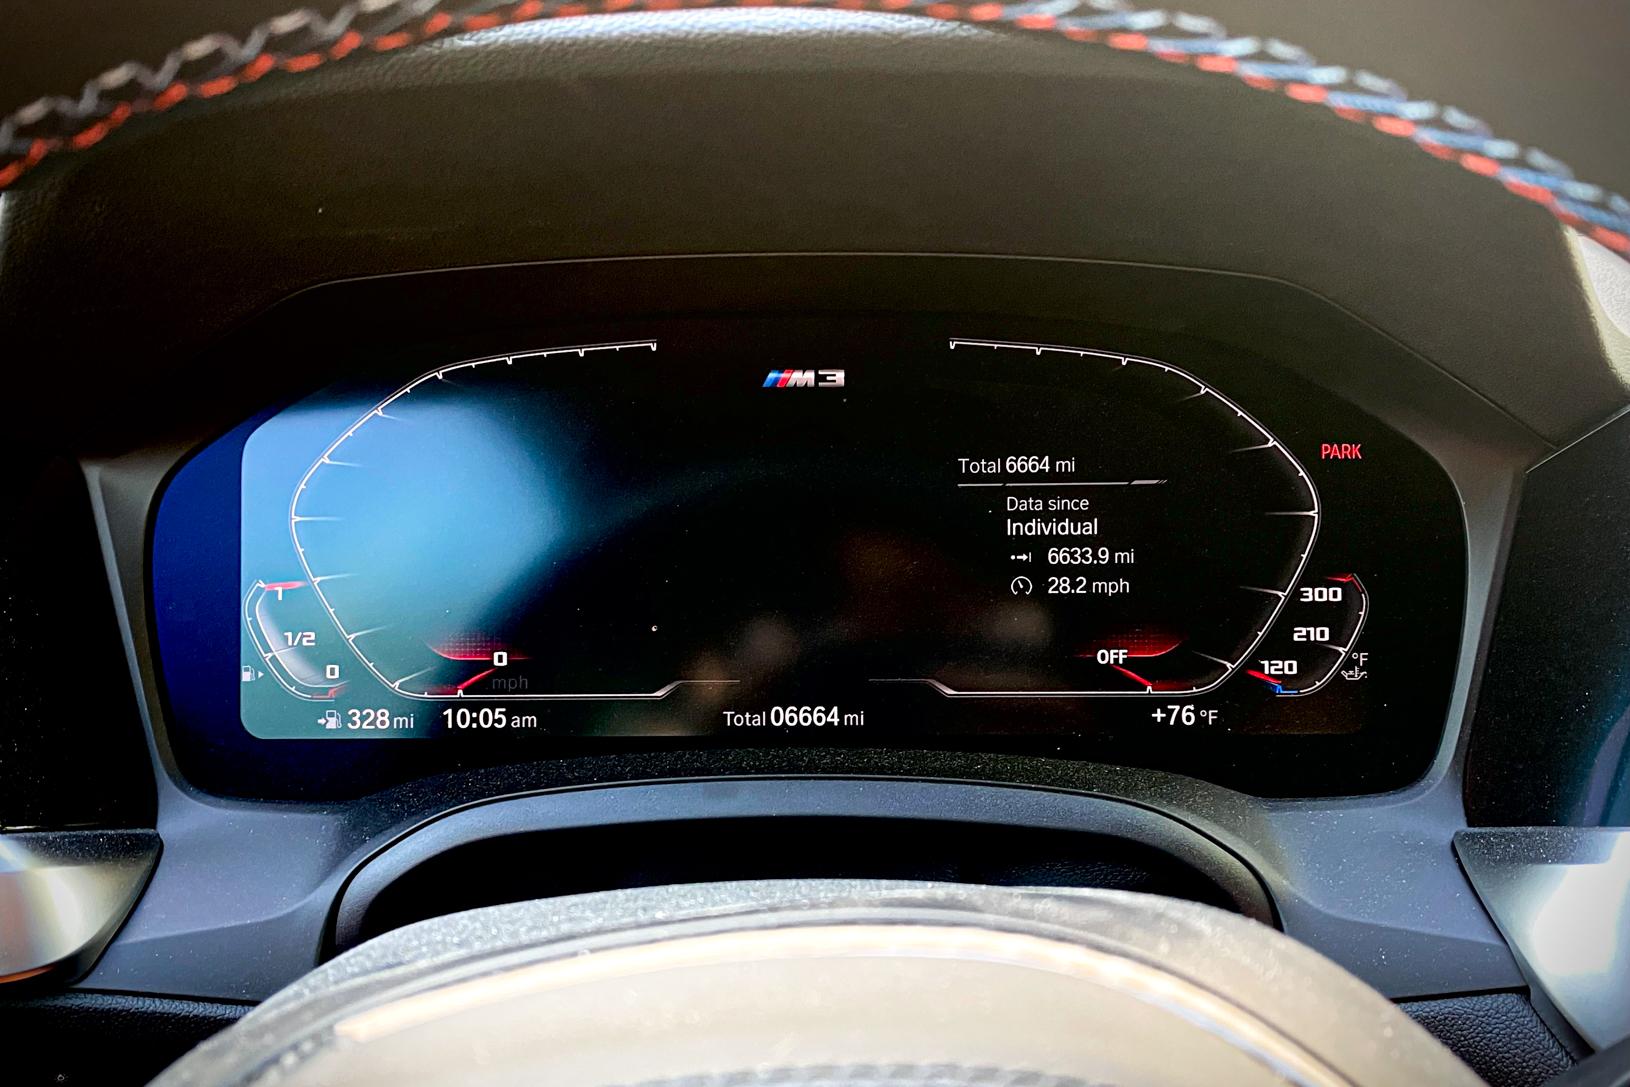 M3
Total 6664 mi
Data since
Individual
6633.9 mi
28.2 mph
PARK
1
1/2
0
0
mph
OFF
300
210
120
°F
328 mi
10:05 am
Total 06664 mi
+76 °F